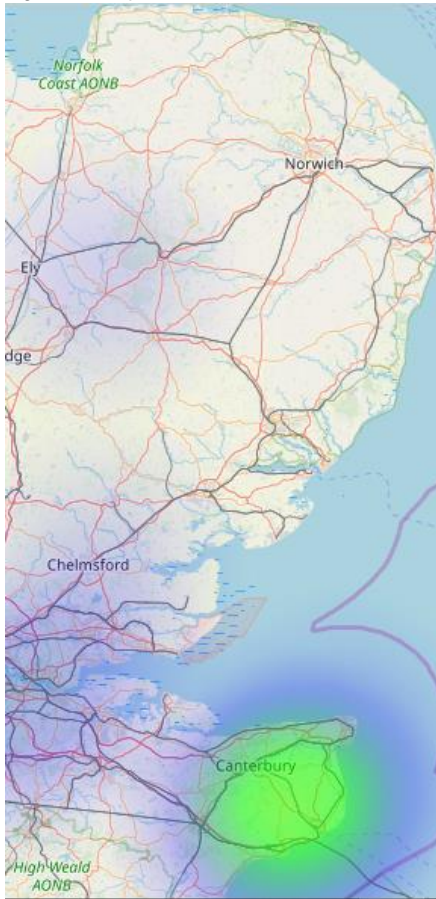 Norfolk
Coast AONB
Norwich
Ely
dge
Chelmsford
Canterbury
High Weald
AONB